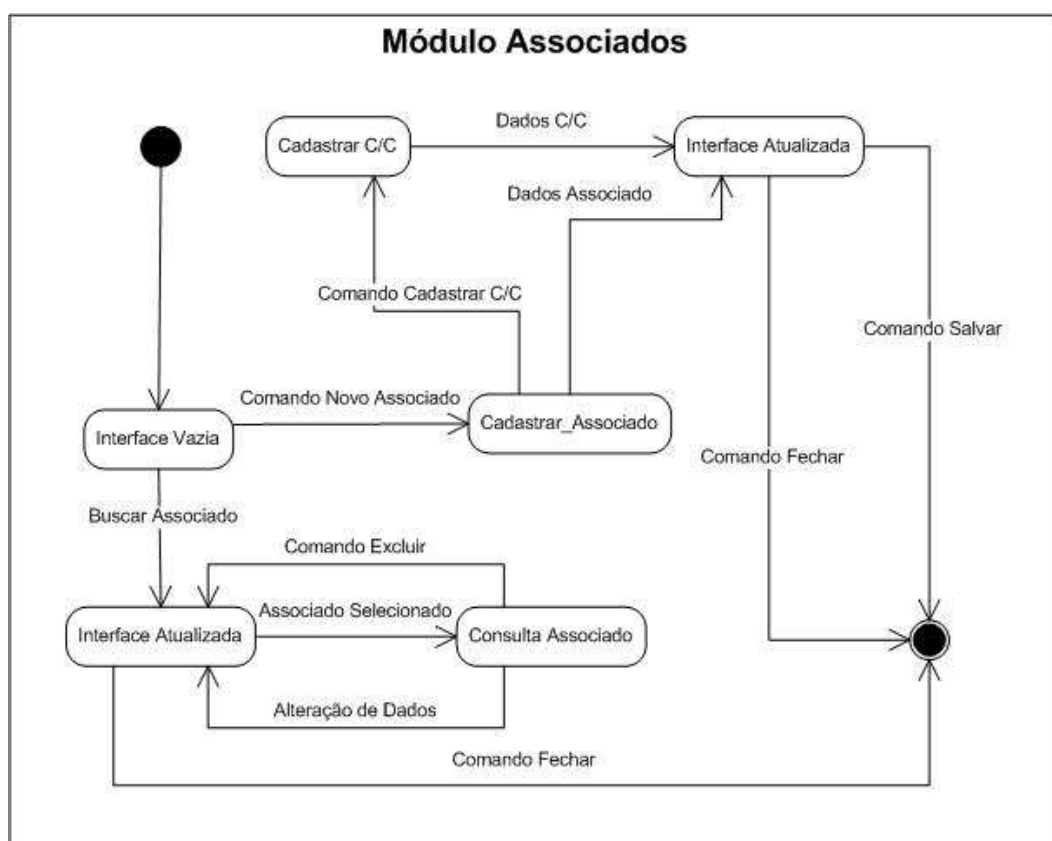 Módulo Associados
Dados C/C
Cadastrar C/C
Interface Atualizada
Dados Associado
Comando Cadastrar C/C
Comando Salvar
Comando Novo Associado
Interface Vazia
Cadastrar_Associado
Comando Fechar
Buscar Associado
Comando Excluir
Associado Selecionado
Interface Atualizada
Consulta Associado
Alteração de Dados
Comando Fechar